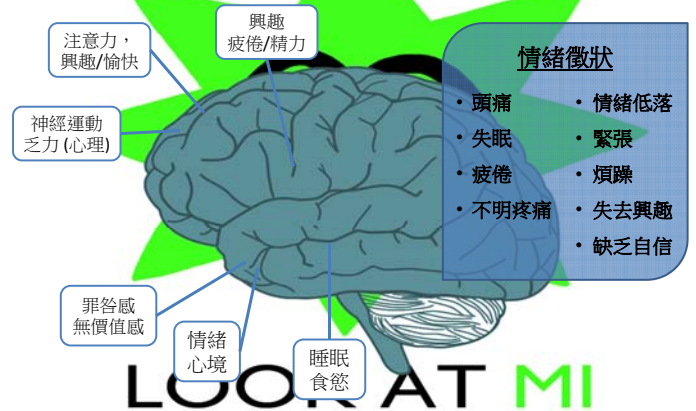 注意力，
興趣/愉快
興趣
疲倦/精力
神經運動
乏力(心理)
情緒徵狀
・頭痛
・失眠
・疲倦
・不明疼痛
・情緒低落
・緊張
・煩躁
・失去興趣
・缺乏自信
罪咎感
無價值感
情緒
心境
睡眠
食慾
LOOK AT MI